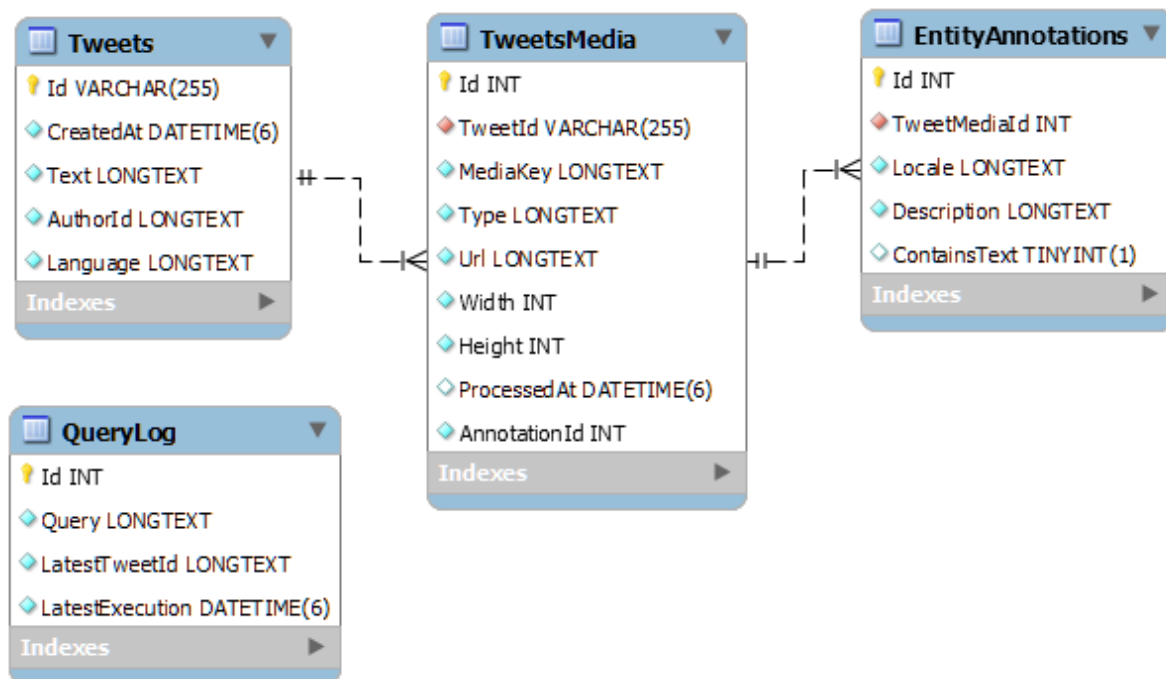 Tweets
Id VARCHAR(255)
CreatedAt DATETIME(6)
Text LONGTEXT
AuthorId LONGTEXT
Language LONGTEXT
Indexes
TweetsMedia
Id INT
TweetId VARCHAR(255)
MediaKey LONGTEXT
Type LONGTEXT
Url LONGTEXT
Width INT
Height INT
ProcessedAt DATETIME(6)
AnnotationId INT
Indexes
EntityAnnotations
Id INT
TweetMediaId INT
Locale LONGTEXT
Description LONGTEXT
ContainsText TINYINT(1)
Indexes
QueryLog
Id INT
Query LONGTEXT
LatestTweetId LONGTEXT
LatestExecution DATETIME(6)
Indexes